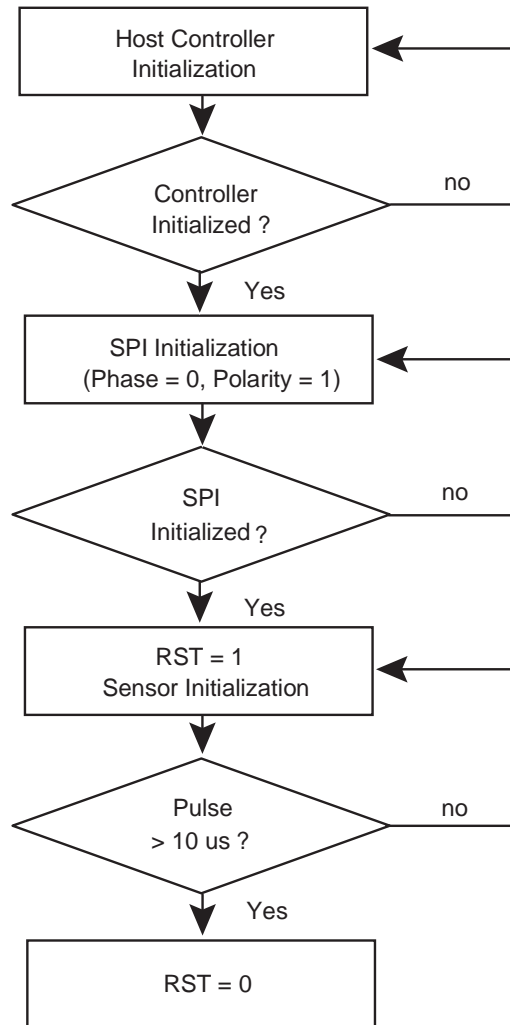 Host Controller
Initialization
Controller
Initialized ?
no
Yes
SPI Initialization
(Phase = 0, Polarity = 1)
SPI
Initialized ?
no
Yes
RST = 1
Sensor Initialization
Pulse
> 10 us ?
no
Yes
RST = 0